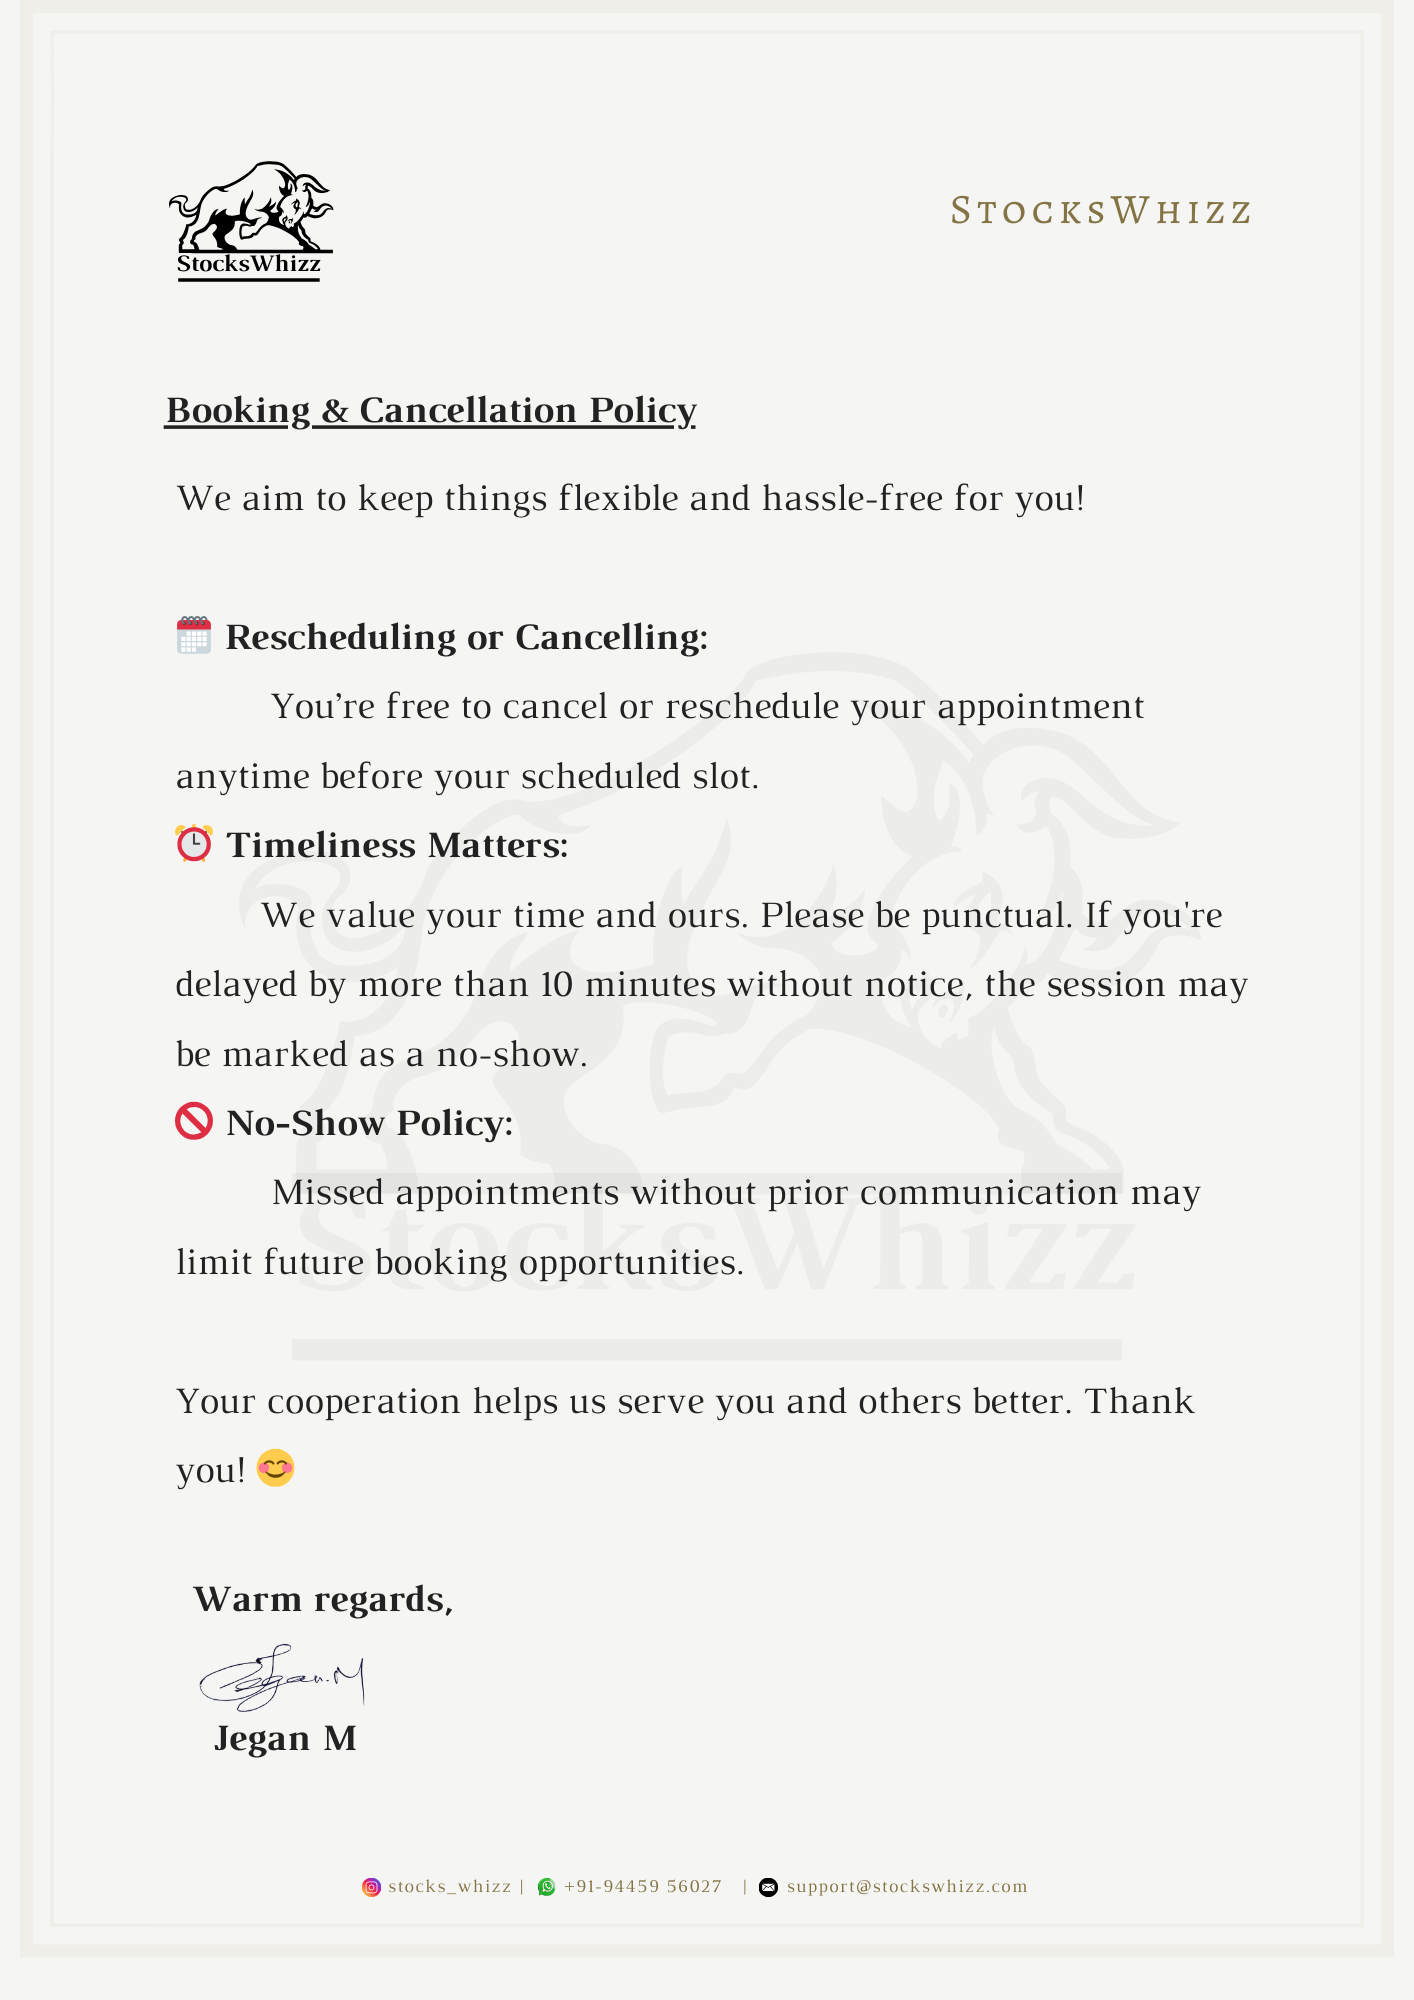 StocksWhizz
StocksWhizz
Booking & Cancellation Policy
We aim to keep things flexible and hassle-free for you!
🗓️ Rescheduling or Cancelling:
You’re free to cancel or reschedule your appointment
anytime before your scheduled slot.
⏰ Timeliness Matters:
We value your time and ours. Please be punctual. If you're
delayed by more than 10 minutes without notice, the session may
be marked as a no-show.
🚫 No-Show Policy:
Missed appointments without prior communication may
limit future booking opportunities.
StocksWhizz
Your cooperation helps us serve you and others better. Thank
you! 😊
Warm regards,
Jegan.M
Jegan M
stocks_whizz | +91-94459 56027 | support@stockswhizz.com